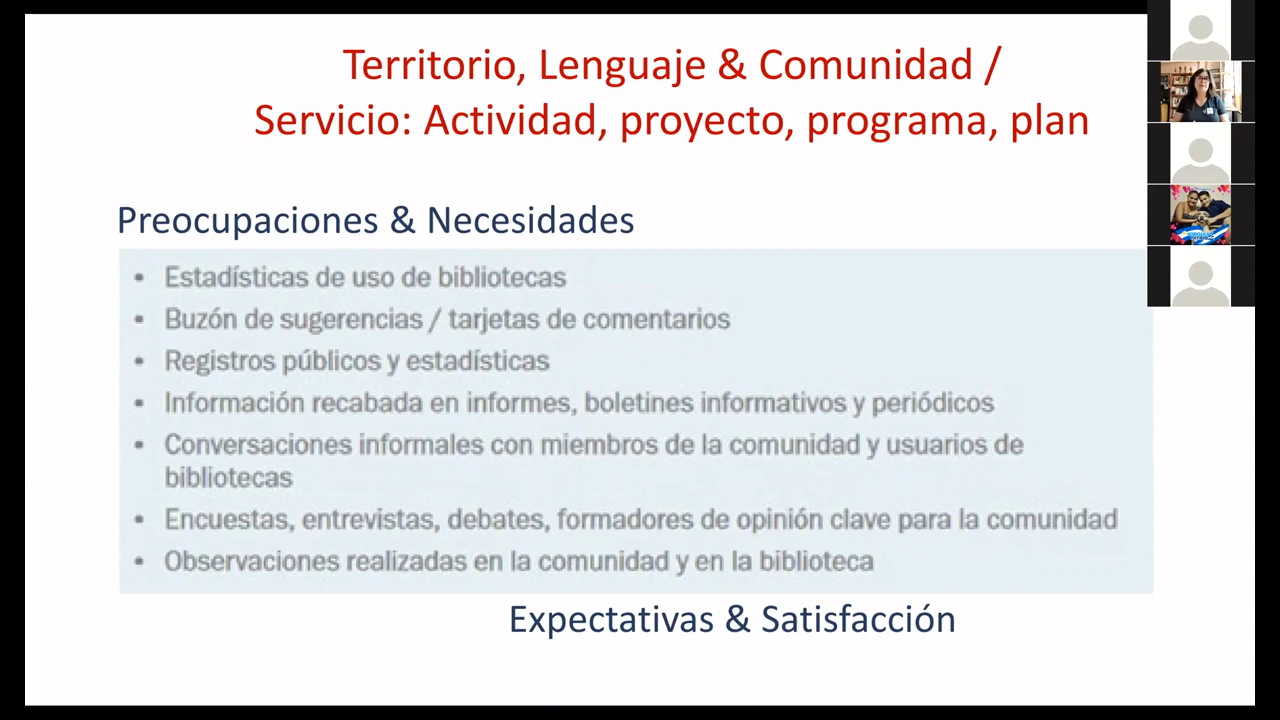 Territorio, Lenguaje & Comunidad /
Servicio: Actividad, proyecto, programa, plan
Preocupaciones & Necesidades
• Estadísticas de uso de bibliotecas
• Buzón de sugerencias / tarjetas de comentarios
• Registros públicos y estadísticas
• Información recabada en informes, boletines informativos y periódicos
• Conversaciones informales con miembros de la comunidad y usuarios de
bibliotecas
• Encuestas, entrevistas, debates, formadores de opinión clave para la comunidad
• Observaciones realizadas en la comunidad y en la biblioteca
Expectativas & Satisfacción